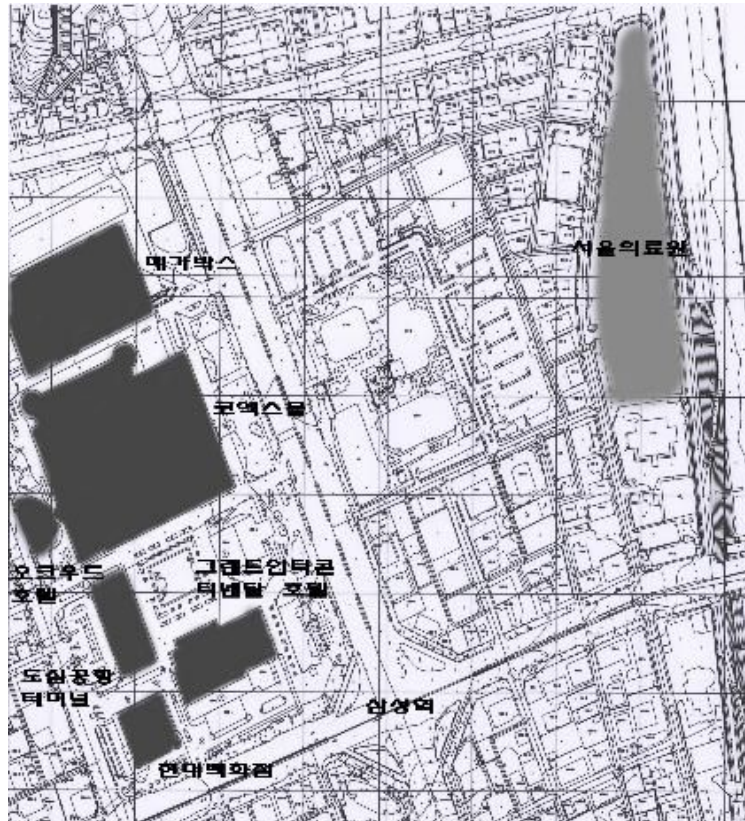 서울의료원
메가박스
코엑스몰
그랜드인터콘
티넨탈 호텔
오크우드
호텔
도심공항
터미널
삼성역
현대백화점